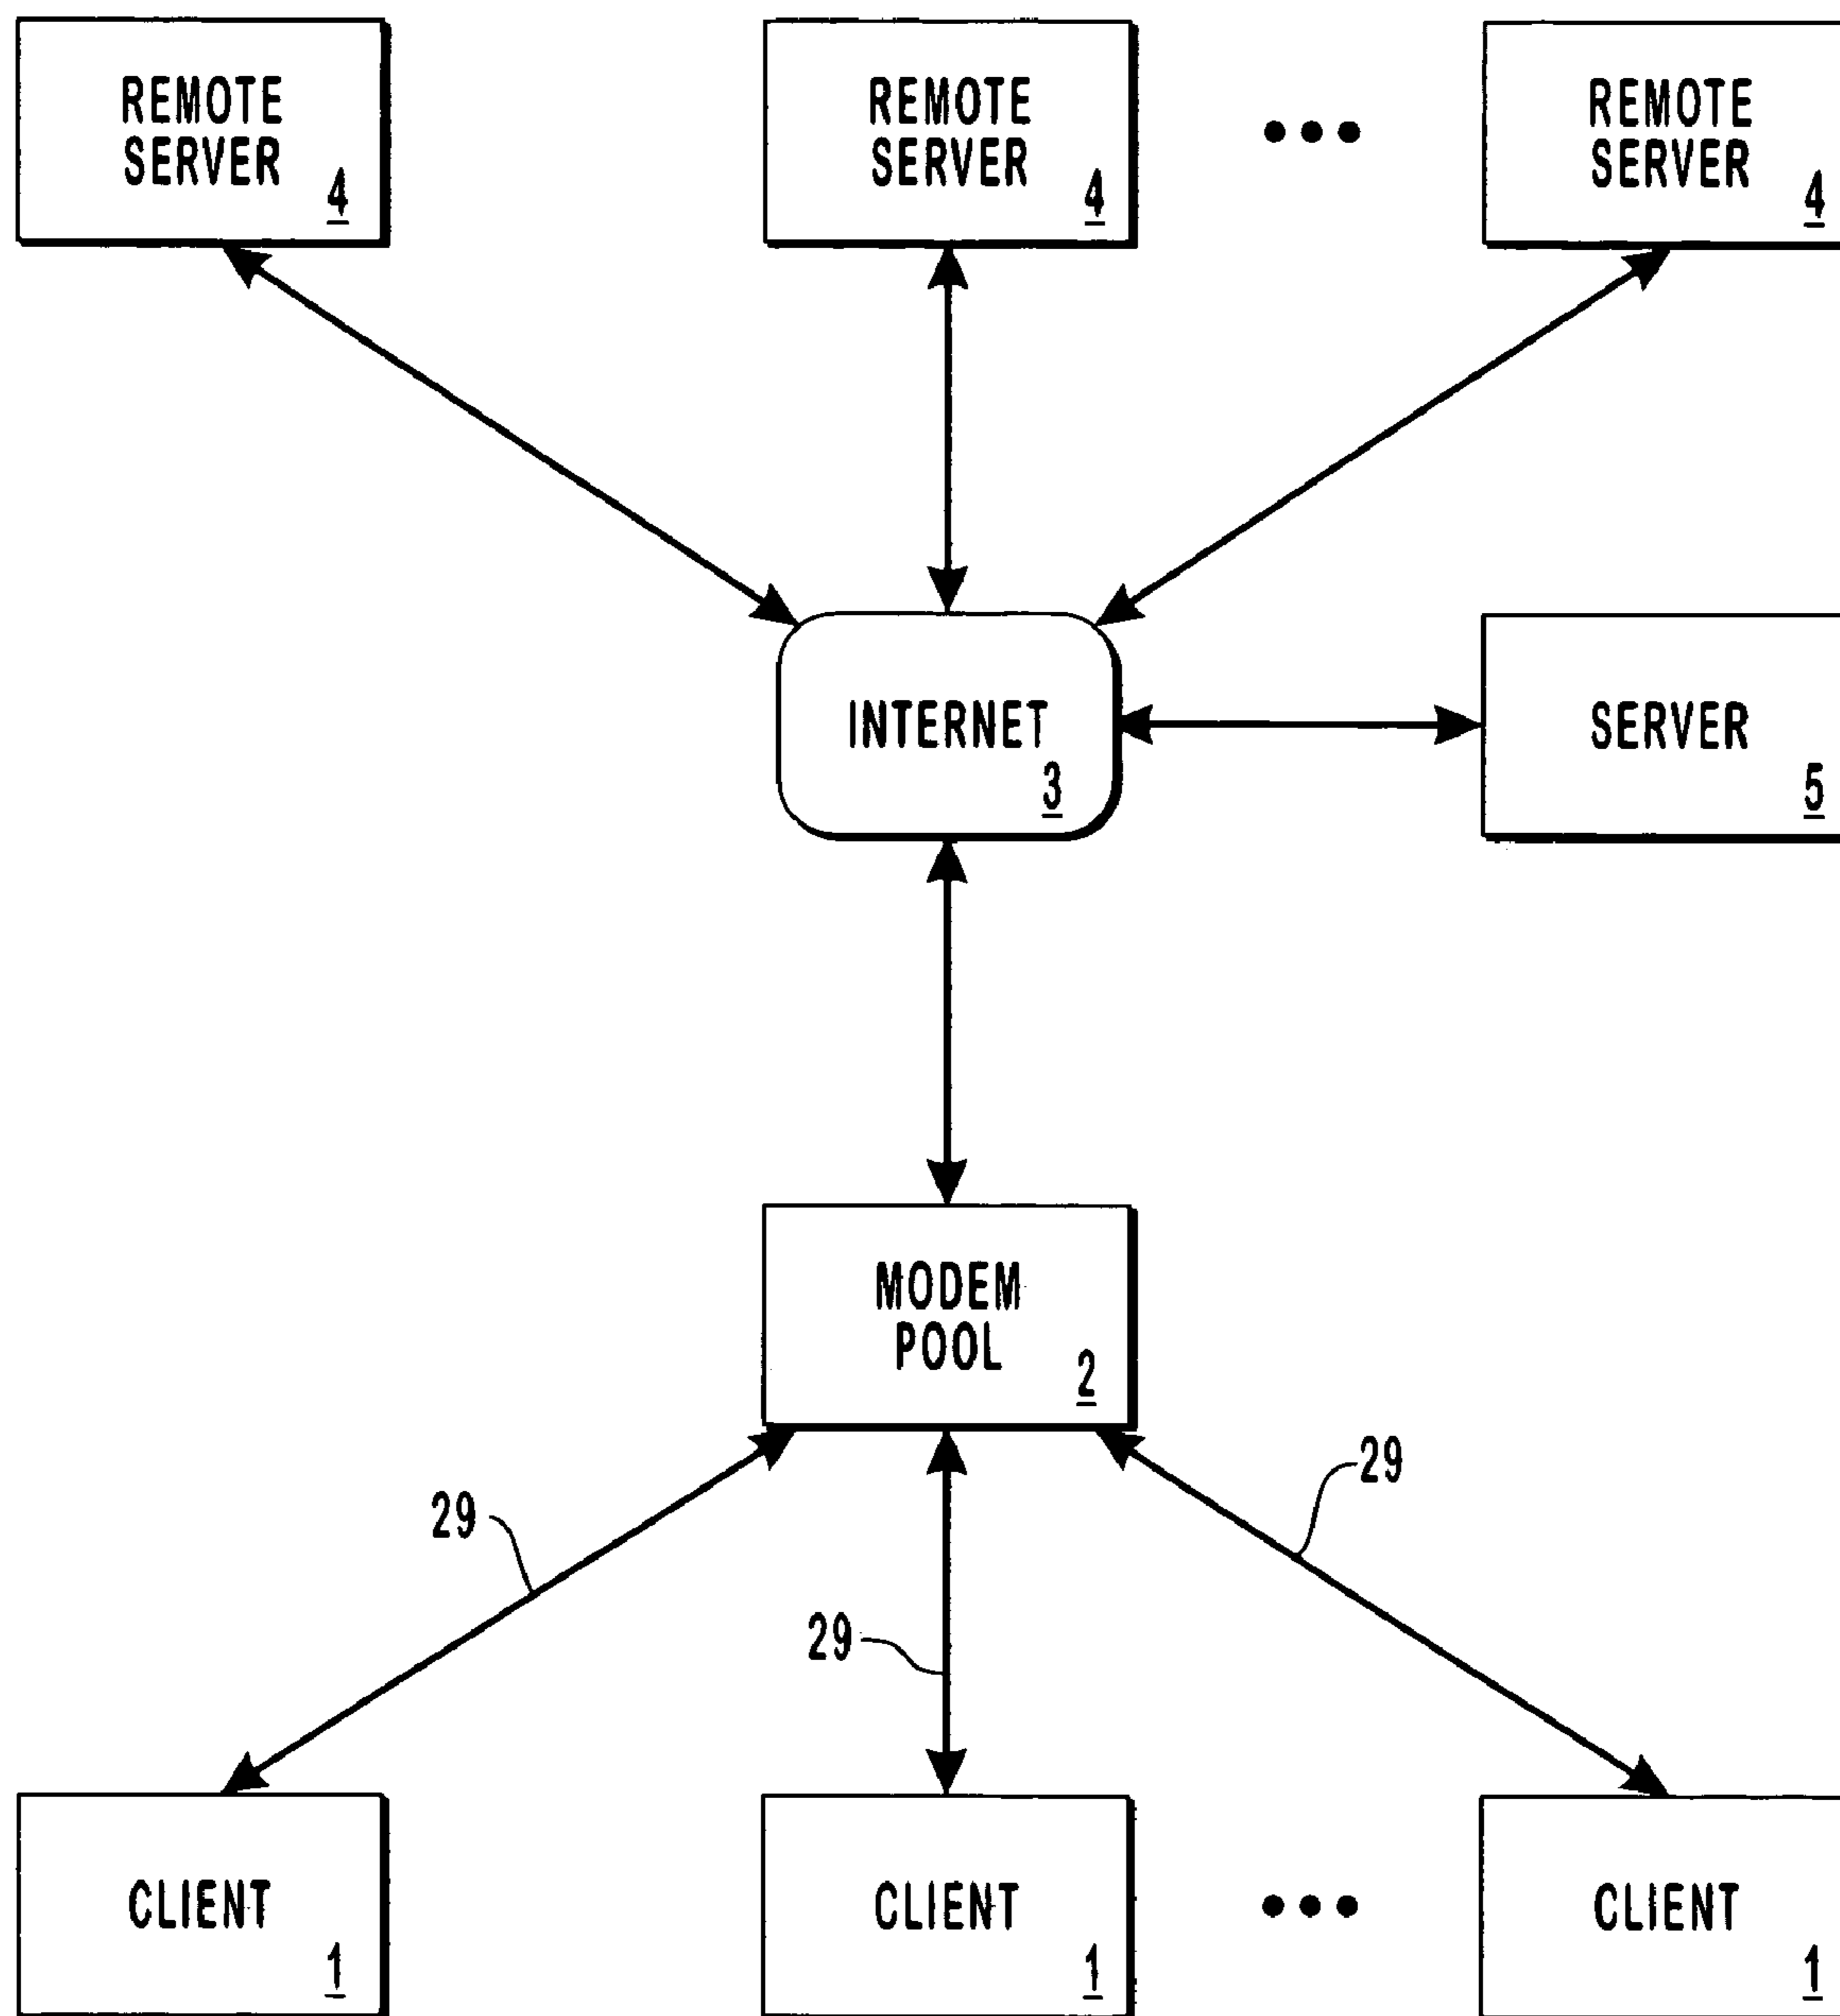 REMOTE
SERVER
4
REMOTE
SERVER
4
REMOTE
SERVER
4
INTERNET
3
SERVER
5
MODEM
POOL
2
29
29
29
CLIENT
1
CLIENT
1
CLIENT
1